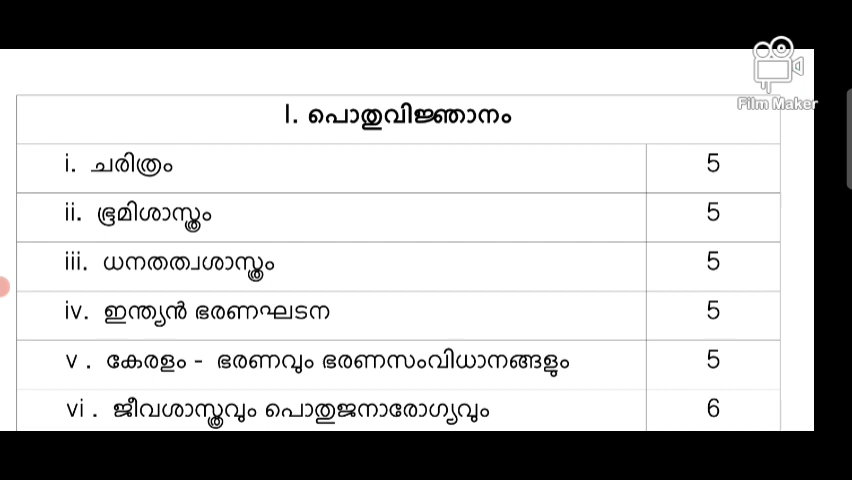 Film Maker
I. പൊതുവിജ്ഞാനം
i. ചരിത്രം 5
ii. ഭൂമിശാസ്ത്രം 5
iii. ധനതത്വശാസ്ത്രം 5
iv. ഇന്ത്യൻ ഭരണഘടന 5
v . കേരളം - ഭരണവും ഭരണസംവിധാനങ്ങളും 5
vi . ജീവശാസ്ത്രവും പൊതുജനാരോഗ്യവും 6